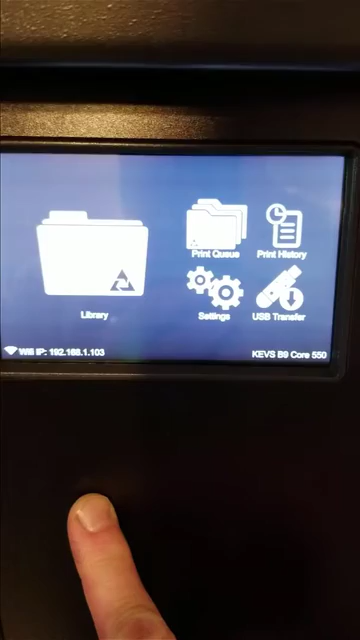 Library
Print Queue
Print History
Settings
USB Transfer
Wifi IP: 192.168.1.103
KEVS B9 Core 550